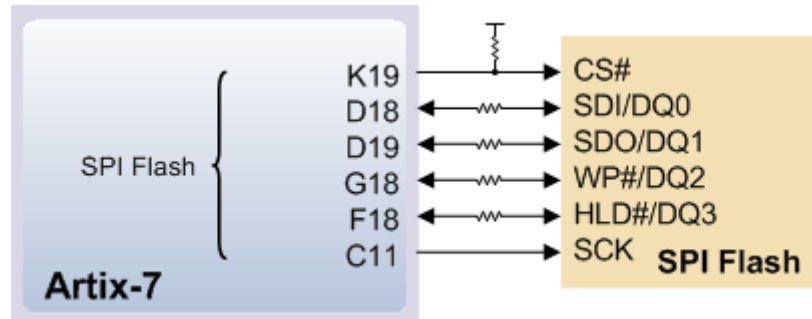 K19
D18
D19
G18
F18
C11
SPI Flash
Artix-7
CS#
SDI/DQ0
SDO/DQ1
WP#/DQ2
HLD#/DQ3
SCK
SPI Flash